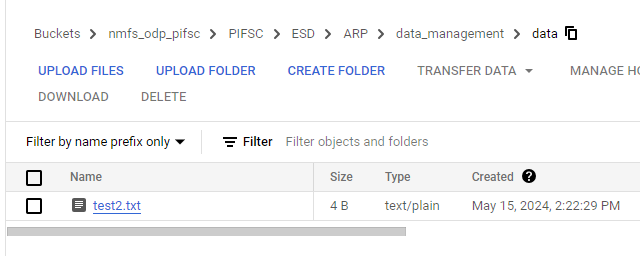 Buckets > nmfs_odp_pifsc > PIFSC > ESD > ARP > data_management > data
UPLOAD FILES UPLOAD FOLDER CREATE FOLDER TRANSFER DATA MANAGE HO
DOWNLOAD DELETE
Filter by name prefix only Filter Filter objects and folders
Name Size Type Created ?
test2.txt 4 B text/plain May 15, 2024, 2:22:29 PM